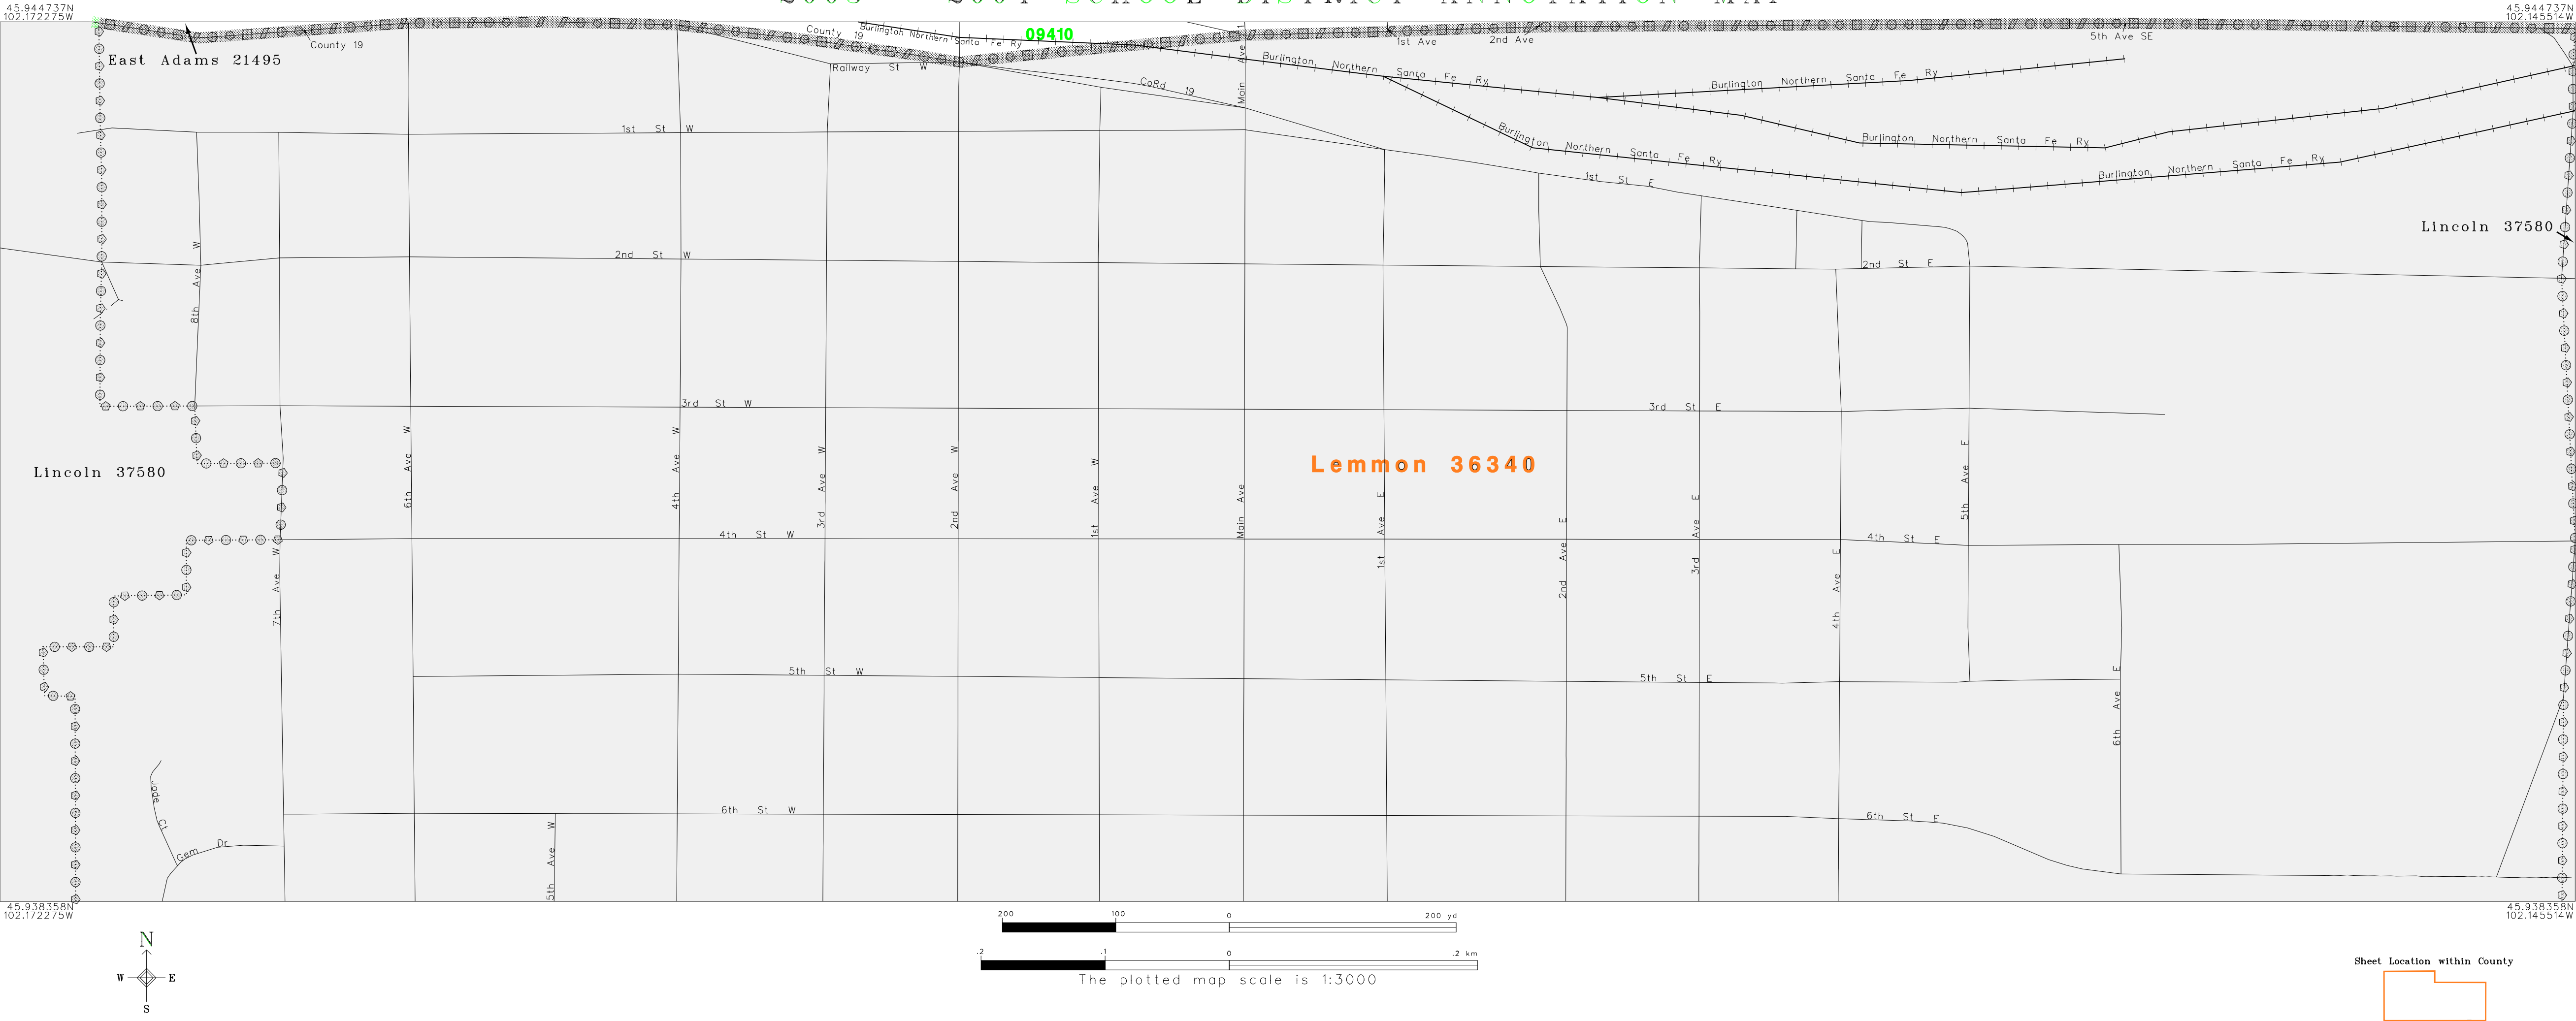 2003 - 2004 SCHOOL DISTRICT ANNOTATION MAP
45.944737N
102.172275W
45.944737N
102.145514W
East Adams 21495
County 19
County 19
Burlington Northern Santa Fe Ry
09410
Main Ave
1st Ave
2nd Ave
5th Ave SE
Railway St W
CoRd 19
Burlington Northern Santa Fe Ry
Burlington Northern Santa Fe Ry
Burlington Northern Santa Fe Ry
Burlington Northern Santa Fe Ry
Burlington Northern Santa Fe Ry
1st St W
1st St E
Lincoln 37580
8th Ave W
2nd St W
2nd St E
3rd St W
3rd St E
Lincoln 37580
Lemmon 36340
6th Ave W
4th Ave W
3rd Ave W
2nd Ave W
1st Ave W
Main Ave
1st Ave E
2nd Ave E
3rd Ave E
4th Ave E
5th Ave E
4th St W
4th St E
7th Ave W
5th St W
5th St E
6th Ave E
Jade Ct
Gem Dr
6th St W
6th St E
5th Ave W
45.938358N
102.172275W
45.938358N
102.145514W
200 100 0 200 yd
.2 .1 0 .2 km
The plotted map scale is 1:3000
N
W E
S
Sheet Location within County